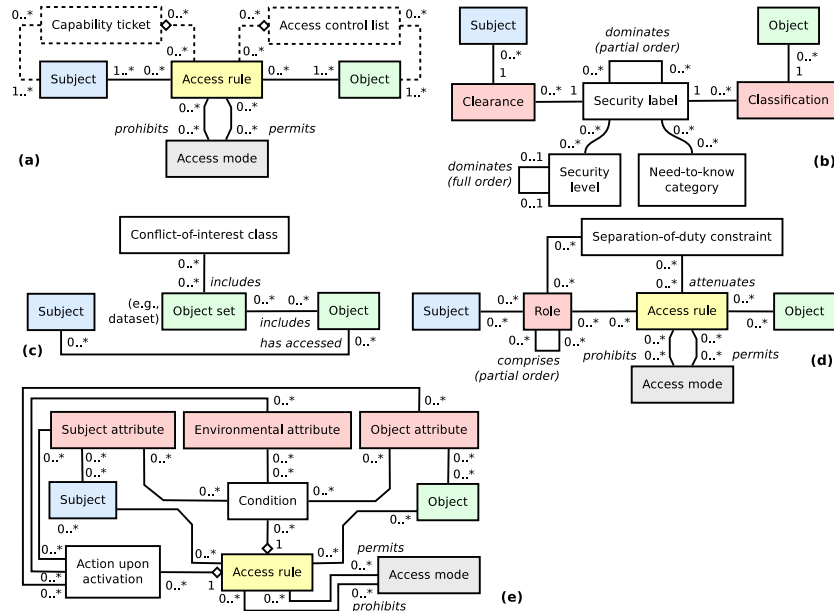 0..* Capability ticket 0..* 0..* Access control list 0..*
0..* 0..*
Subject 1..* 0..* Access rule 0..* 1..* Object
1..* 0..* 0..* 1..*
prohibits 0..* 0..* permits
(a) Access mode
Subject dominates Object
(partial order)
0..* 0..* 0..* 0..*
1 1
Clearance 0..* 1 Security label 1 0..* Classification
0..* 0..*
dominates 0..1 0..* 0..* (b)
(full order) Security Need-to-know
0..1 level category
Conflict-of-interest class
0..*
0..* includes
Subject (e.g., Object set 0..* 0..* Object
dataset) includes
(c) 0..* has accessed 0..*
Separation-of-duty constraint
0..* 0..*
0..* 0..* attenuates
Subject 0..* Role Access rule 0..* Object
0..* 0..* 0..* 0..* 0..*
0..* 0..* 0..* 0..*
comprises prohibits 0..* 0..* permits (d)
(partial order) Access mode
0..* 0..*
Subject attribute Environmental attribute Object attribute
0..* 0..* 0..* 0..* 0..* 0..*
0..* 0..* 0..*
Subject 0..* Condition 0..* Object
0..* 0..* 0..*
0..* 1 0..* permits
0..* Action upon 0..* Access rule 0..* Access mode
0..* activation 1 0..*
0..* 0..* 0..* prohibits (e)